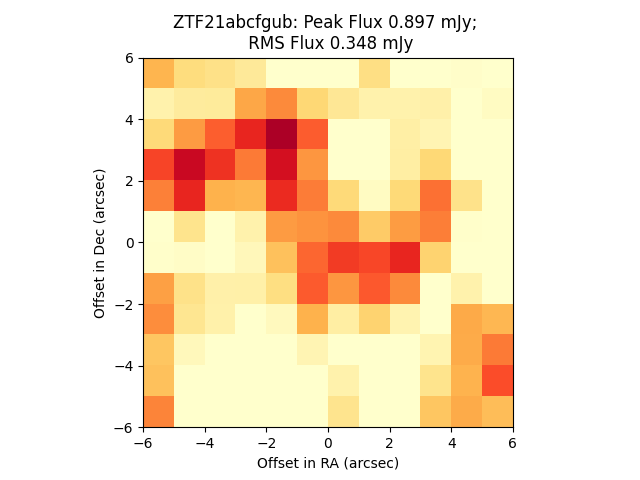 ZTF21abcfgub: Peak Flux 0.897 mJy;
RMS Flux 0.348 mJy
6
4
2
0
−2
−4
−6
Offset in Dec (arcsec)
−6 −4 −2 0 2 4 6
Offset in RA (arcsec)